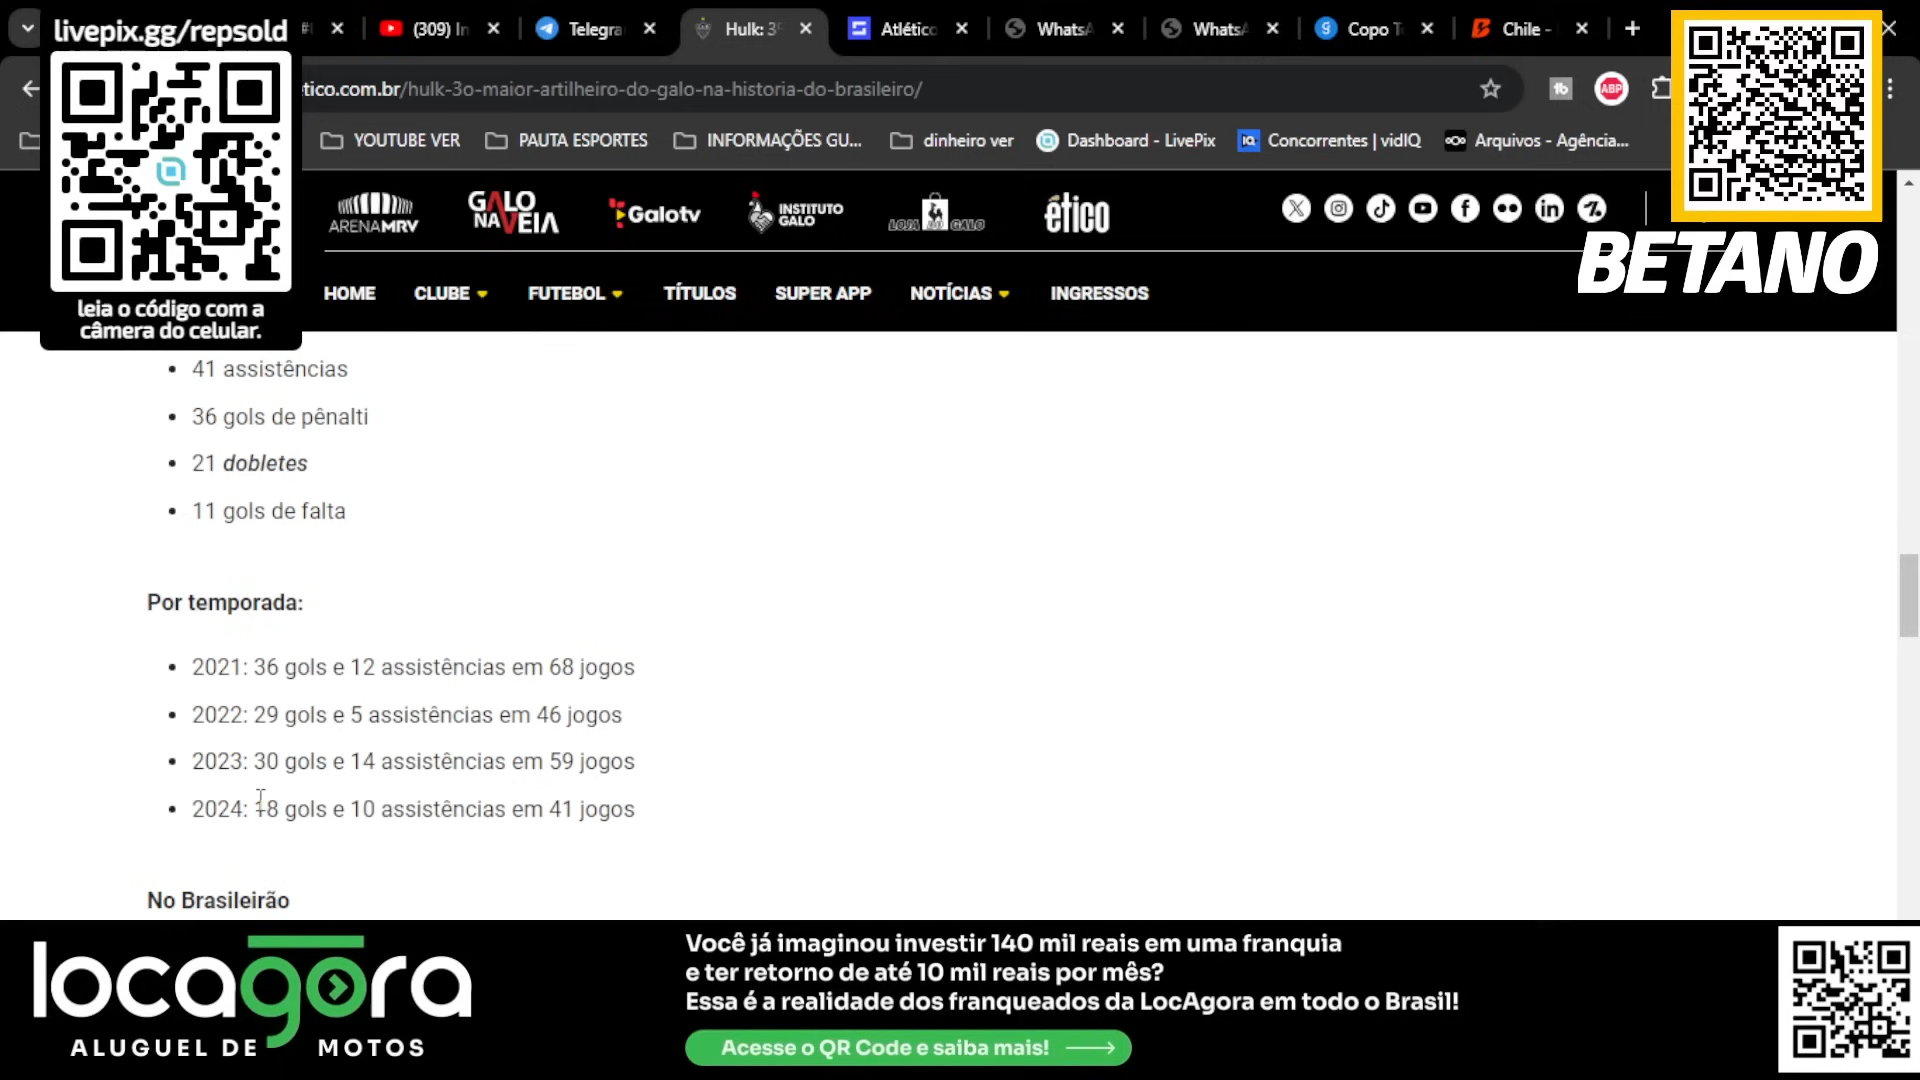 livepix.gg/repsold
(309) In
Telegra
Hulk: 3º
Atlético
WhatsA
WhatsA
Copo T
Chile -
tico.com.br/hulk-3o-maior-artilheiro-do-galo-na-historia-do-brasileiro/
ABP
YOUTUBE VER
PAUTA ESPORTES
INFORMAÇÕES GU...
dinheiro ver
Dashboard - LivePix
Concorrentes | vidIQ
Arquivos - Agência...
leia o código com a
câmera do celular.
ARENAMRV
GALO
NAVEIA
Galotv
INSTITUTO
GALO
LOJA DO GALO
ético
BETANO
HOME
CLUBE
FUTEBOL
TÍTULOS
SUPER APP
NOTÍCIAS
INGRESSOS
41 assistências
36 gols de pênalti
21 dobletes
11 gols de falta
Por temporada:
2021: 36 gols e 12 assistências em 68 jogos
2022: 29 gols e 5 assistências em 46 jogos
2023: 30 gols e 14 assistências em 59 jogos
2024: 18 gols e 10 assistências em 41 jogos
No Brasileirão
locagora
ALUGUEL DE MOTOS
Você já imaginou investir 140 mil reais em uma franquia
e ter retorno de até 10 mil reais por mês?
Essa é a realidade dos franqueados da LocAgora em todo o Brasil!
Acesse o QR Code e saiba mais!